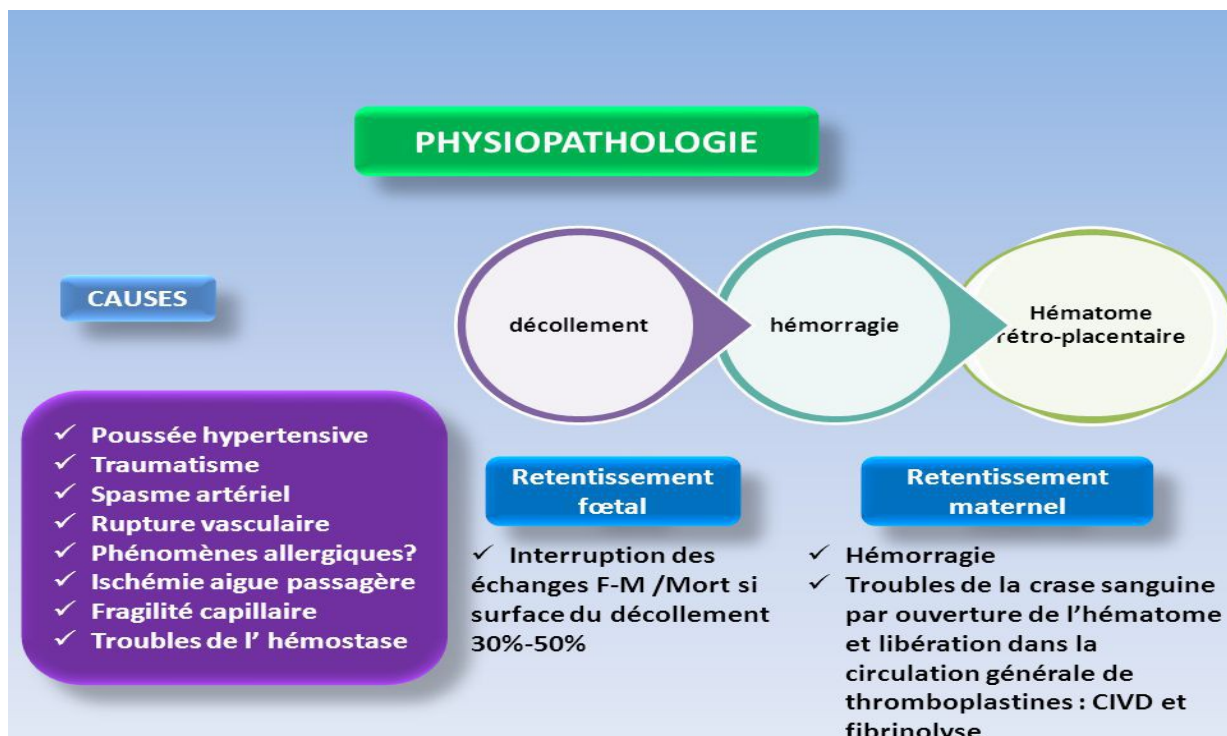 PHYSIOPATHOLOGIE
CAUSES
✓ Poussée hypertensive
✓ Traumatisme
✓ Spasme artériel
✓ Rupture vasculaire
✓ Phénomènes allergiques?
✓ Ischémie aigue passagère
✓ Fragilité capillaire
✓ Troubles de l' hémostase
décollement
hémorragie
Hématome
rétro-placentaire
Retentissement
fœtal
✓ Interruption des
échanges F-M /Mort si
surface du décollement
30%-50%
Retentissement
maternel
✓ Hémorragie
✓ Troubles de la crase sanguine
par ouverture de l'hématome
et libération dans la
circulation générale de
thromboplastines : CIVD et
fibrinolyse